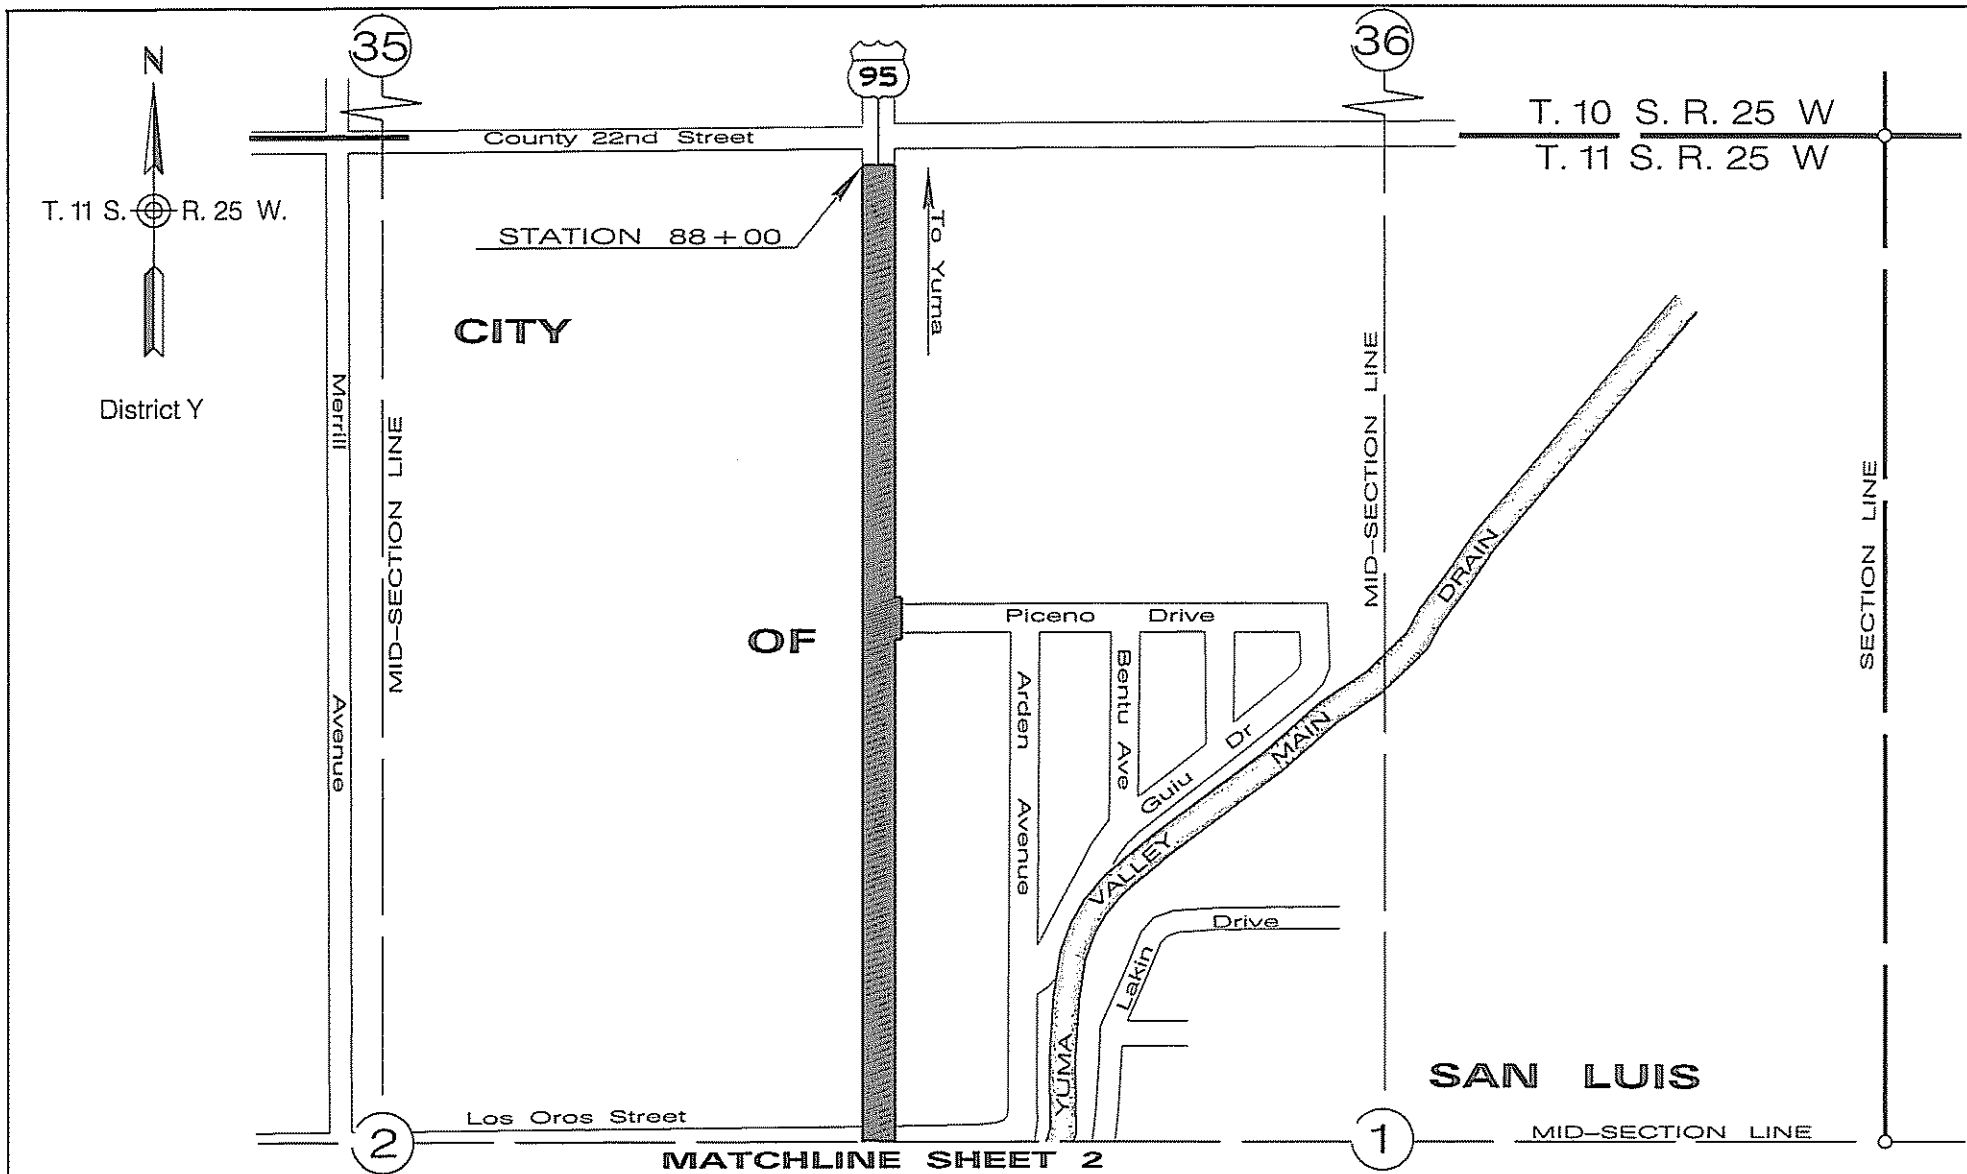 35
36
N
95
T. 10 S. R. 25 W
County 22nd Street
T. 11 S. R. 25 W
T. 11 S. R. 25 W.
STATION 88+00
To Yuma
CITY
District Y
Merrill
Avenue
MID-SECTION LINE
MID-SECTION LINE
SECTION LINE
OF
Piceno Drive
Arden Avenue
Bentu Ave
Guiu Dr
YUMA VALLEY MAIN DRAIN
Lakin Drive
SAN LUIS
Los Oros Street
2
1
MID-SECTION LINE
MATCHLINE SHEET 2